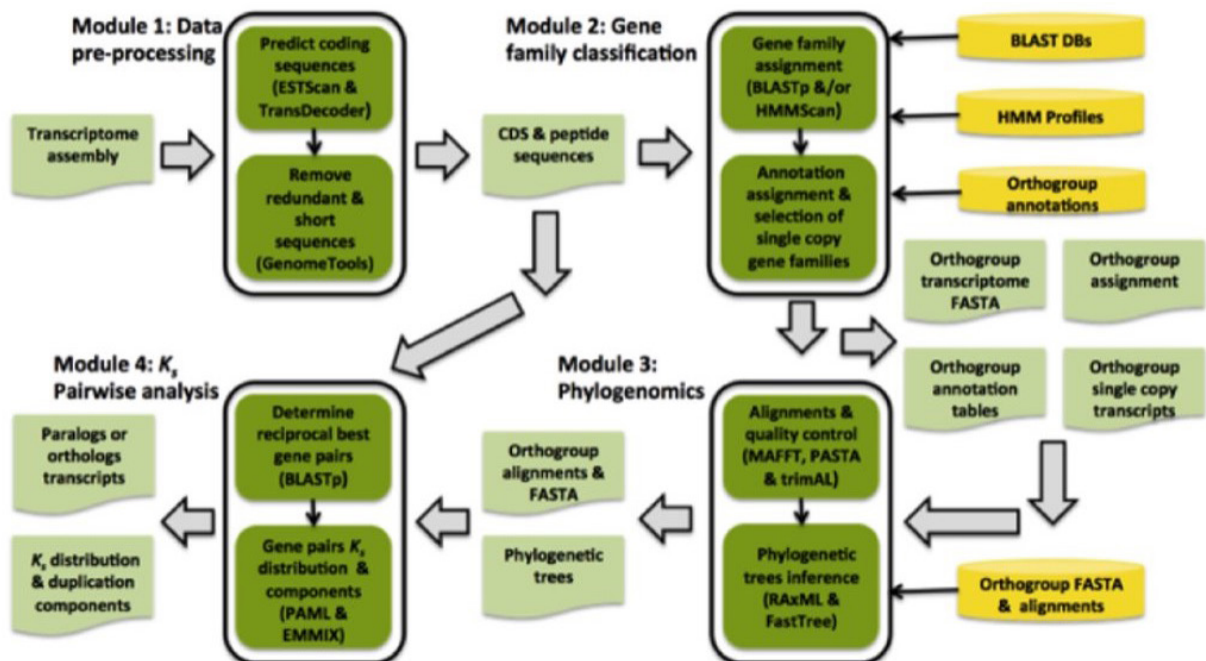 Module 1: Data
pre-processing
Predict coding
sequences
(ESTScan &
TransDecoder)
Module 2: Gene
family classification
Gene family
assignment
(BLASTp &/or
HMMScan)
BLAST DBs
HMM Profiles
Transcriptome
assembly
CDS & peptide
sequences
Remove
redundant &
short
sequences
(GenomeTools)
Annotation
assignment &
selection of
single copy
gene families
Orthogroup
annotations
Orthogroup
transcriptome
FASTA
Orthogroup
assignment
Orthogroup
annotation
tables
Orthogroup
single copy
transcripts
Module 4: Ks
Pairwise analysis
Module 3:
Phylogenomics
Paralogs or
orthologs
transcripts
Determine
reciprocal best
gene pairs
(BLASTp)
Orthogroup
alignments &
FASTA
Alignments &
quality control
(MAFFT, PASTA
& trimAL)
Ks distribution
& duplication
components
Gene pairs Ks
distribution &
components
(PAML &
EMMIX)
Phylogenetic
trees
Phylogenetic
trees inference
(RAxML &
FastTree)
Orthogroup FASTA
& alignments